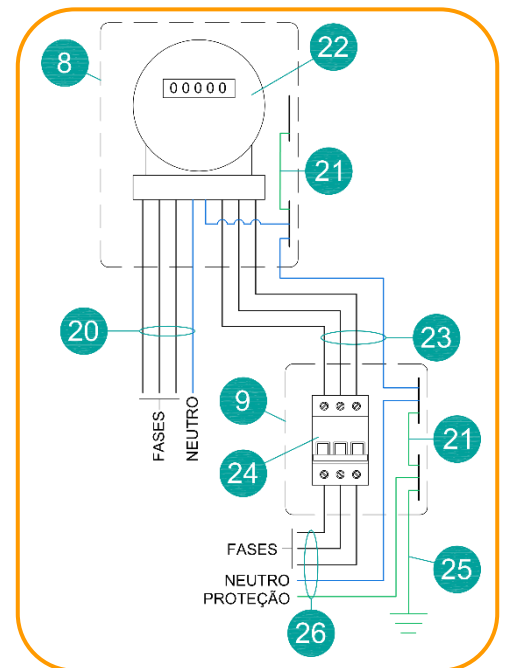 8
22
00000
21
20
23
FASES
NEUTRO
9
24
21
FASES
NEUTRO
PROTEÇÃO
25
26